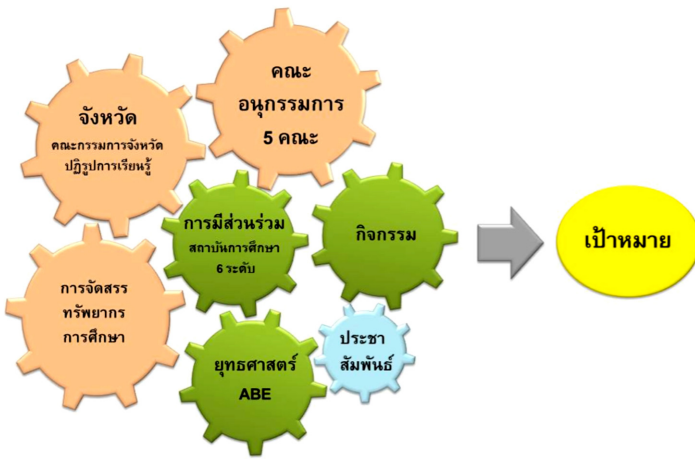 คณะ
อนุกรรมการ
5 คณะ
จังหวัด
คณะกรรมการจังหวัด
ปฏิรูปการเรียนรู้
การมีส่วนร่วม
สถาบันการศึกษา
6 ระดับ
กิจกรรม
เป้าหมาย
การจัดสรร
ทรัพยากร
การศึกษา
ยุทธศาสตร์
ABE
ประชา
สัมพันธ์